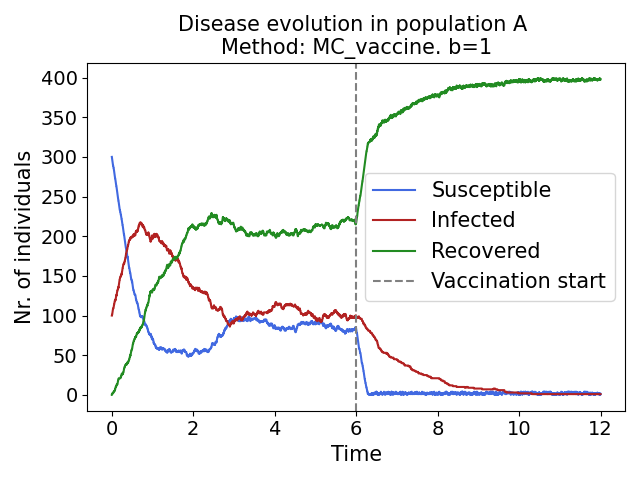 Disease evolution in population A
Method: MC_vaccine. b=1
Nr. of individuals
400
350
300
250
200
150
100
50
0
Susceptible
Infected
Recovered
Vaccination start
0 2 4 6 8 10 12
Time